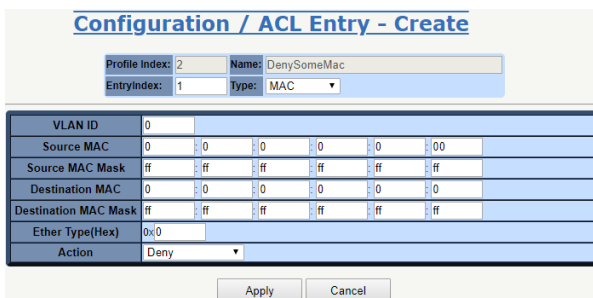 Configuration / ACL Entry - Create
Profile Index: 2 Name: DenySomeMac
EntryIndex: 1 Type: MAC
VLAN ID 0
Source MAC 0 : 0 : 0 : 0 : 0 : 00
Source MAC Mask ff : ff : ff : ff : ff : ff
Destination MAC 0 : 0 : 0 : 0 : 0 : 0
Destination MAC Mask ff : ff : ff : ff : ff : ff
Ether Type(Hex) 0x0
Action Deny
Apply Cancel